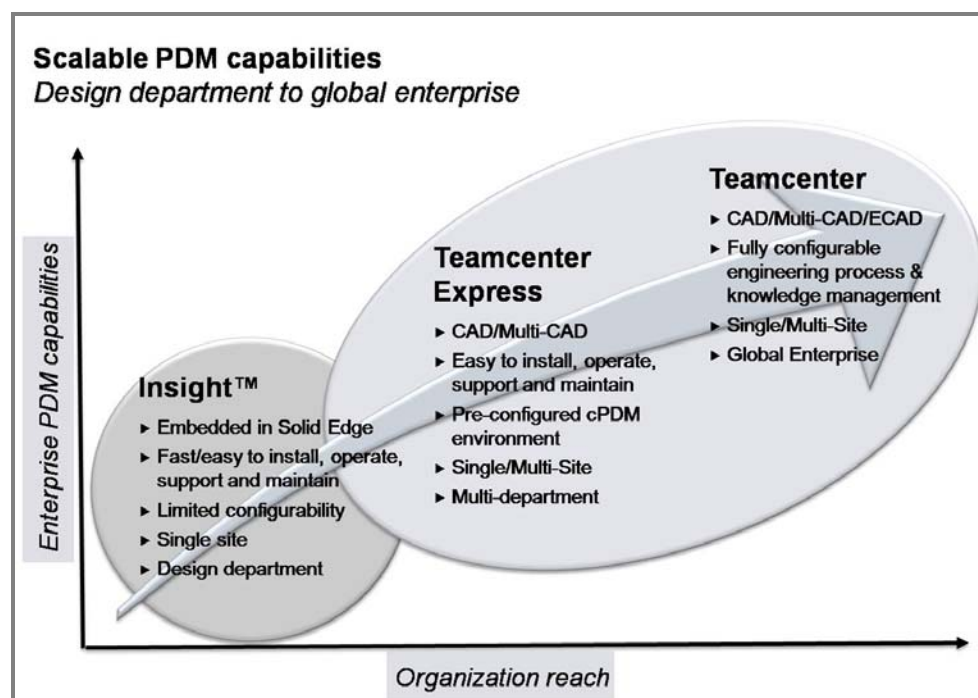 Scalable PDM capabilities
Design department to global enterprise
Enterprise PDM capabilities
Insight™
► Embedded in Solid Edge
► Fast/easy to install, operate,
support and maintain
► Limited configurability
► Single site
► Design department
Teamcenter
Express
► CAD/Multi-CAD
► Easy to install, operate,
support and maintain
► Pre-configured cPDM
environment
► Single/Multi-Site
► Multi-department
Teamcenter
► CAD/Multi-CAD/ECAD
► Fully configurable
engineering process &
knowledge management
► Single/Multi-Site
► Global Enterprise
Organization reach